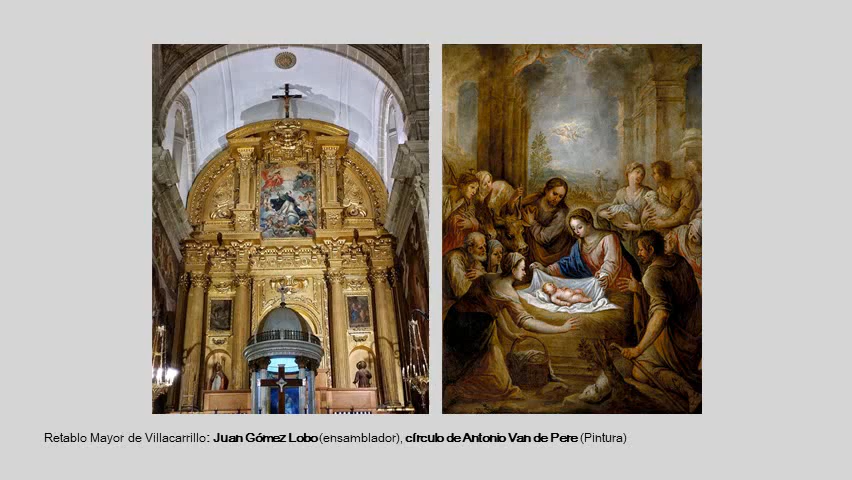 Retablo Mayor de Villacarrillo: Juan Gómez Lobo (ensamblador), círculo de Antonio Van de Pere (Pintura)